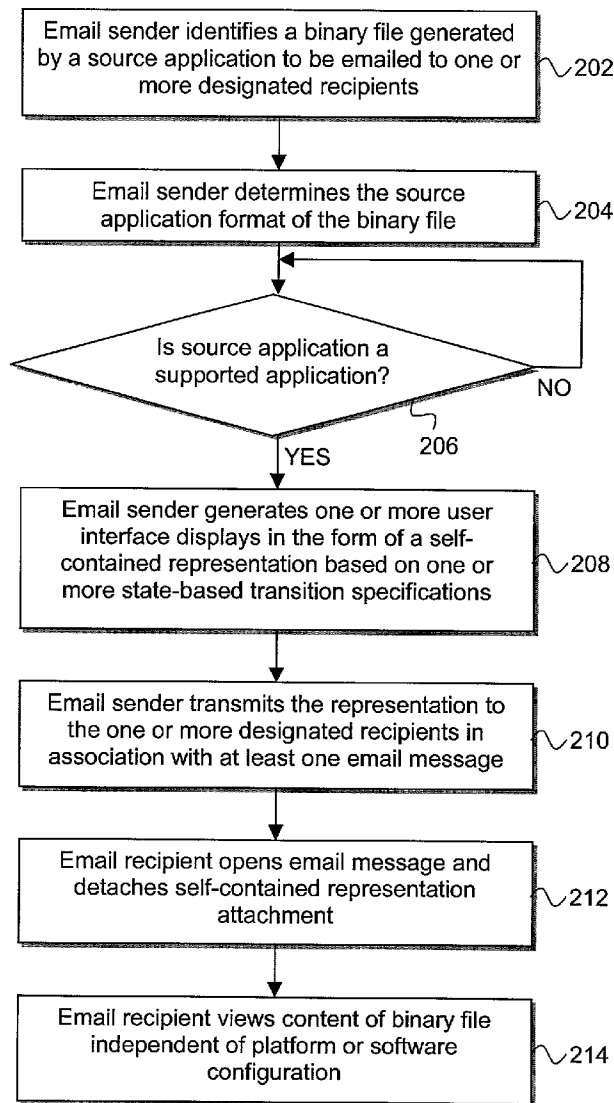 Email sender identifies a binary file generated
by a source application to be emailed to one or
more designated recipients
202
Email sender determines the source
application format of the binary file
204
Is source application a
supported application?
NO
206
YES
Email sender generates one or more user
interface displays in the form of a self-
contained representation based on one or
more state-based transition specifications
208
Email sender transmits the representation to
the one or more designated recipients in
association with at least one email message
210
Email recipient opens email message and
detaches self-contained representation
attachment
212
Email recipient views content of binary file
independent of platform or software
configuration
214